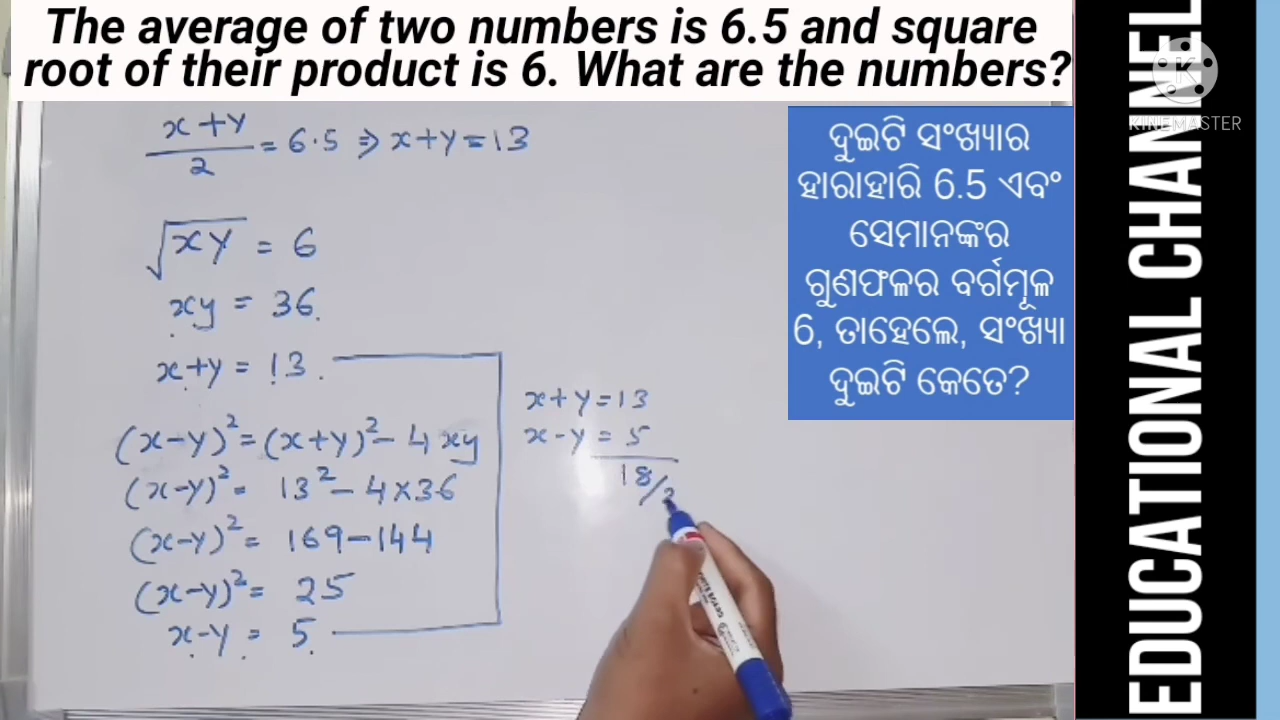 The average of two numbers is 6.5 and square
root of their product is 6. What are the numbers?
x+y/2 = 6.5 ⇒ x+y = 13
√xy = 6
xy = 36
x+y = 13
(x-y)² = (x+y)² - 4xy
(x-y)² = 13² - 4×36
(x-y)² = 169-144
(x-y)² = 25
x-y = 5
x+y=13
x-y = 5
18/2
ଦୁଇଟି ସଂଖ୍ୟାର
ହାରାହାରି 6.5 ଏବଂ
ସେମାନଙ୍କର
ଗୁଣଫଳର ବର୍ଗମୂଳ
6, ତାହେଲେ, ସଂଖ୍ୟା
ଦୁଇଟି କେତେ?
EDUCATIONAL CHANNEL
K
KINEMASTER